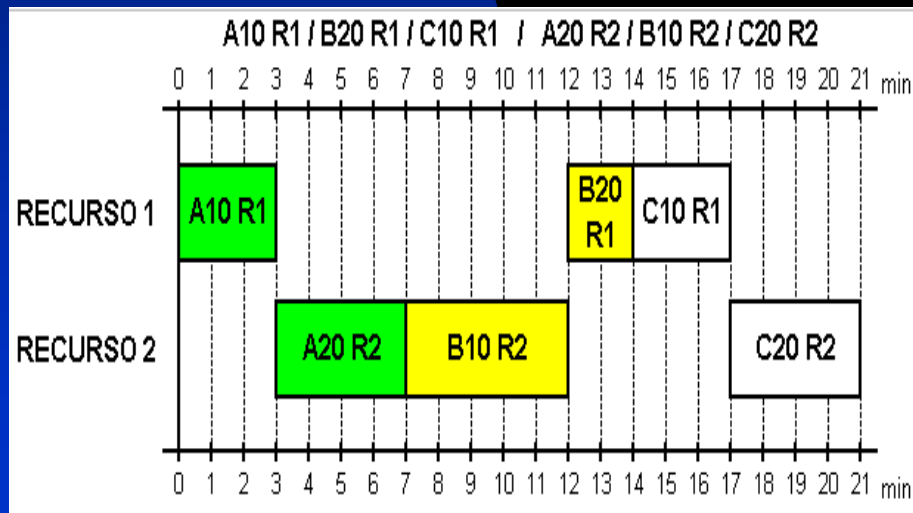 A10 R1 / B20 R1 / C10 R1 / A20 R2 / B10 R2 / C20 R2
0 1 2 3 4 5 6 7 8 9 10 11 12 13 14 15 16 17 18 19 20 21 min
RECURSO 1
A10 R1
B20
R1
C10 R1
RECURSO 2
A20 R2
B10 R2
C20 R2
0 1 2 3 4 5 6 7 8 9 10 11 12 13 14 15 16 17 18 19 20 21 min